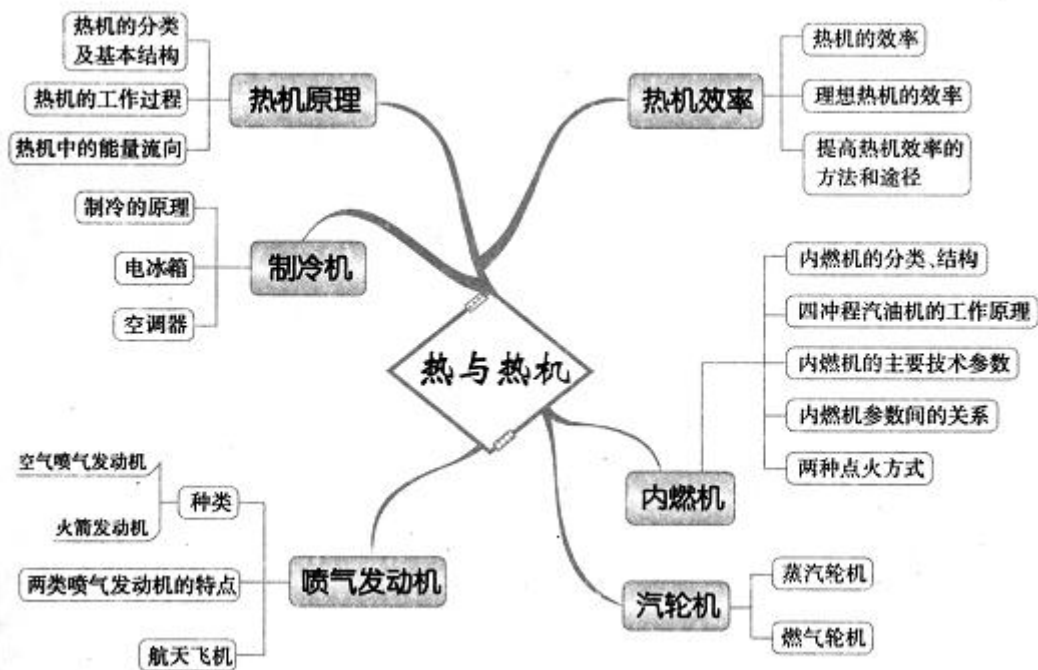 热机的分类
及基本结构
热机的工作过程
热机中的能量流向
热机原理
热机效率
热机的效率
理想热机的效率
提高热机效率的
方法和途径
制冷的原理
电冰箱
空调器
制冷机
热与热机
内燃机的分类、结构
四冲程汽油机的工作原理
内燃机的主要技术参数
内燃机参数间的关系
两种点火方式
内燃机
空气喷气发动机
火箭发动机
种类
两类喷气发动机的特点
航天飞机
喷气发动机
汽轮机
蒸汽轮机
燃气轮机